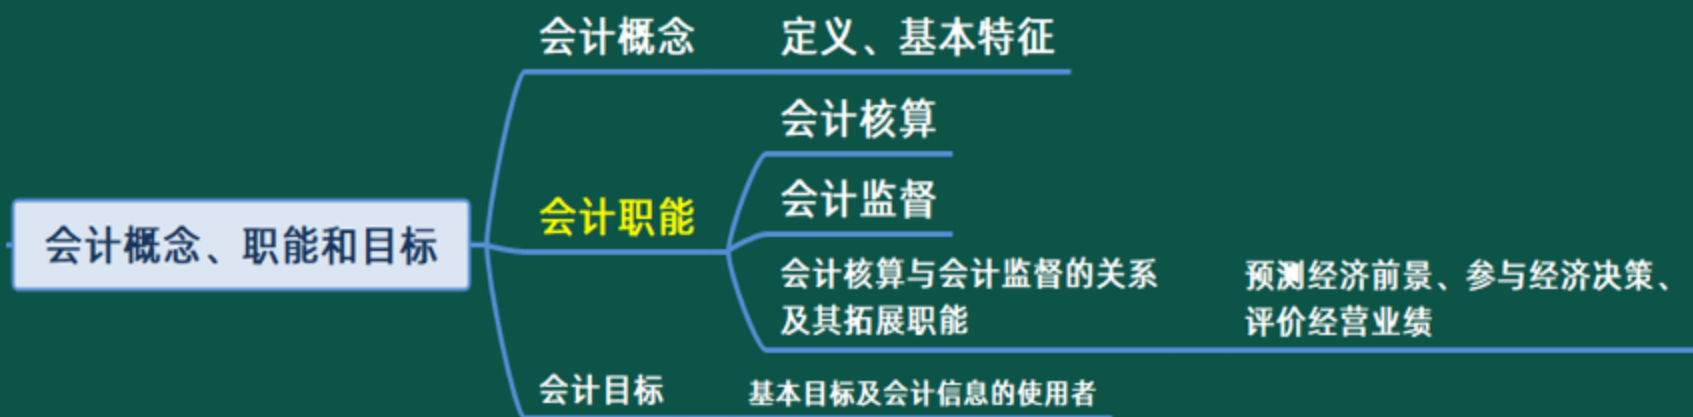 会计概念 定义、基本特征
会计核算
会计监督
会计职能
会计概念、职能和目标
会计核算与会计监督的关系 预测经济前景、参与经济决策、
及其拓展职能 评价经营业绩
会计目标 基本目标及会计信息的使用者